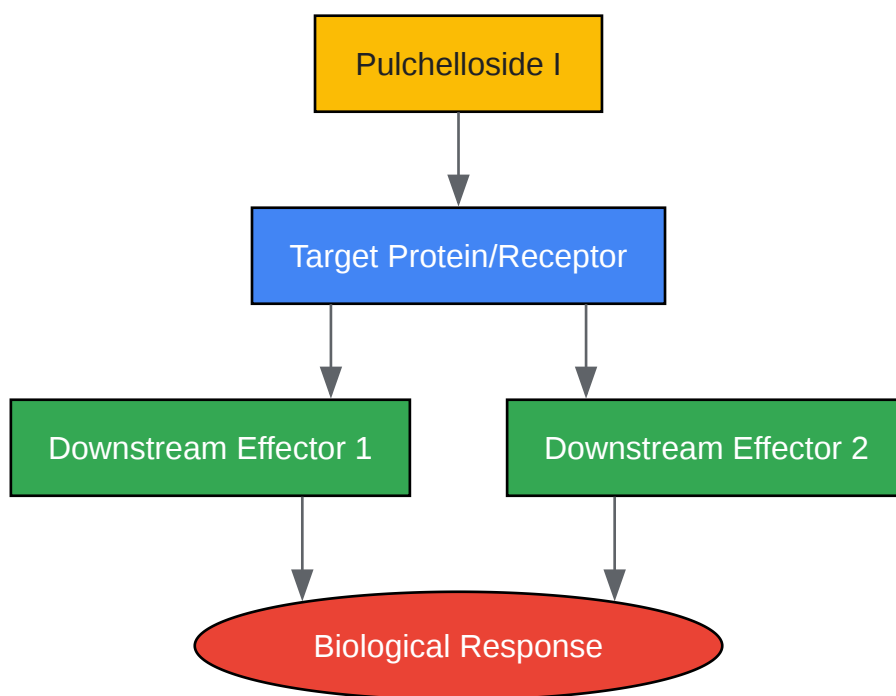 Pulchelloside I
Target Protein/Receptor
Downstream Effector 1
Downstream Effector 2
Biological Response